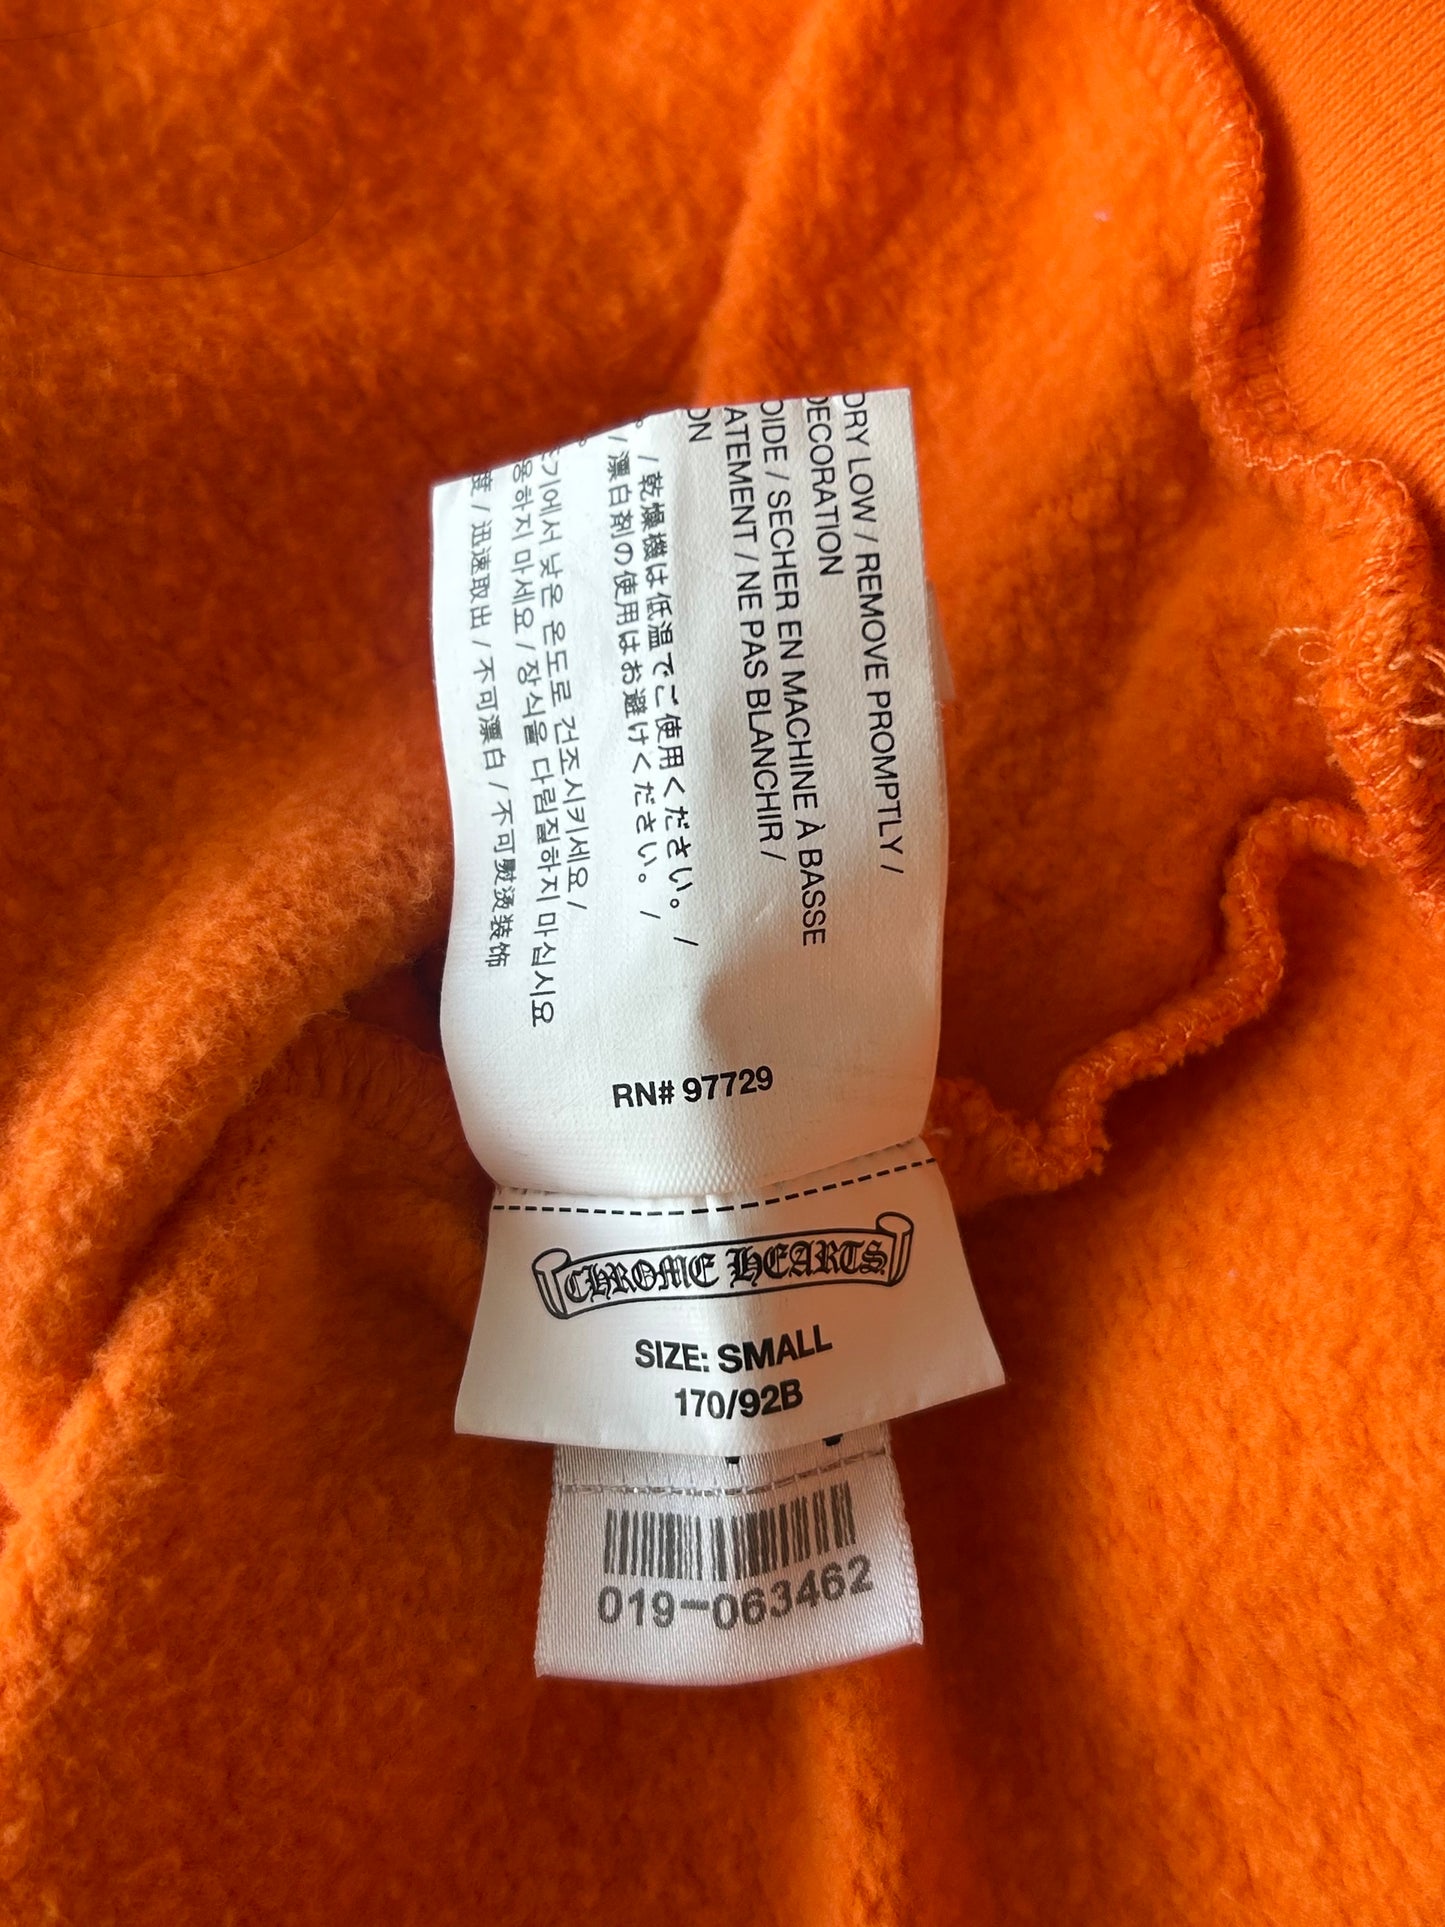 DRY LOW / REMOVE PROMPTLY /
DECORATION
OIDE / SECHER EN MACHINE À BASSE
ATEMENT / NE PAS BLANCHIR /
ON
/ 乾燥機は低温でご使用ください。 /
/ 漂白剤の使用はお避けください。 /
기에서 낮은 온도로 건조시키세요 /
용하지 마세요 / 장식을 다림질하지 마십시요
度 / 迅速取出 / 不可漂白 / 不可熨烫装饰
RN# 97729
CHROME HEARTS
SIZE: SMALL
170/92B
019-063462